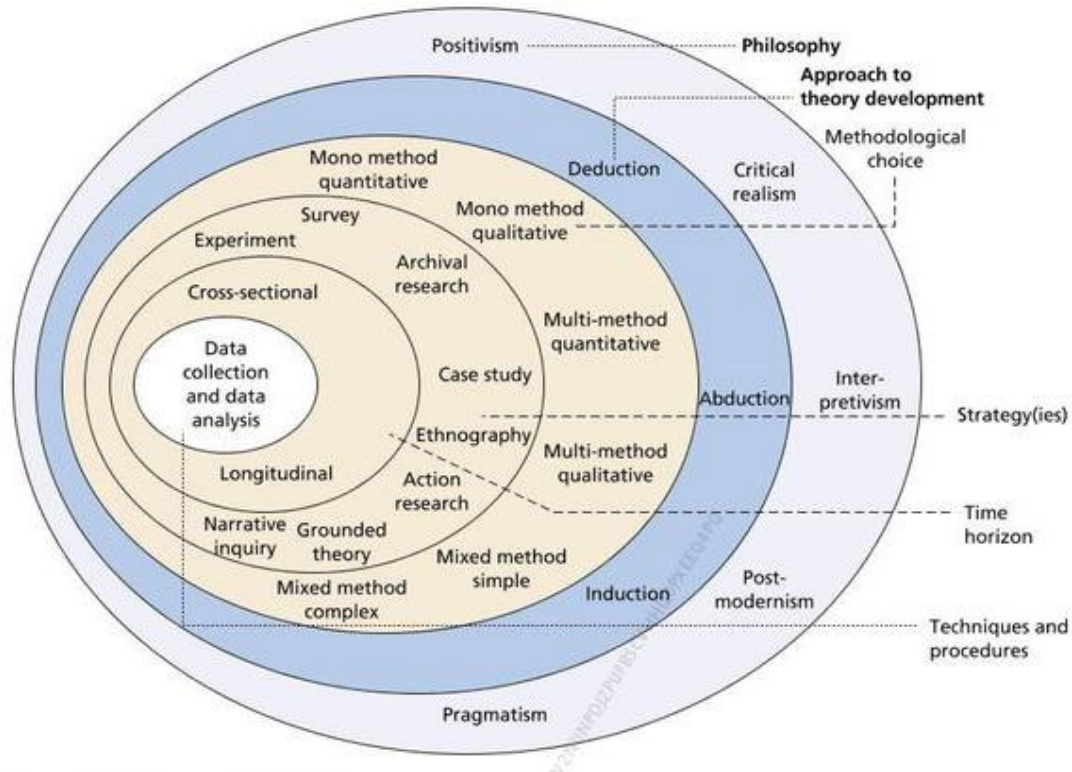 Positivism
Philosophy
Approach to
theory development
Methodological
choice
Deduction
Critical
realism
Mono method
quantitative
Mono method
qualitative
Survey
Experiment
Archival
research
Cross-sectional
Multi-method
quantitative
Data
collection
and data
analysis
Case study
Abduction
Inter-
pretivism
Strategy(ies)
Ethnography
Multi-method
qualitative
Longitudinal
Action
research
Time
horizon
Narrative
inquiry
Grounded
theory
Mixed method
simple
Mixed method
complex
Induction
Post-
modernism
Techniques and
procedures
Pragmatism